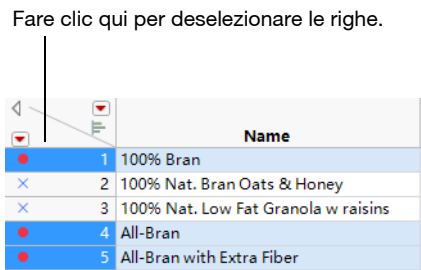 Fare clic qui per deselezionare le righe.
Name
1 100% Bran
2 100% Nat. Bran Oats & Honey
3 100% Nat. Low Fat Granola w raisins
4 All-Bran
5 All-Bran with Extra Fiber